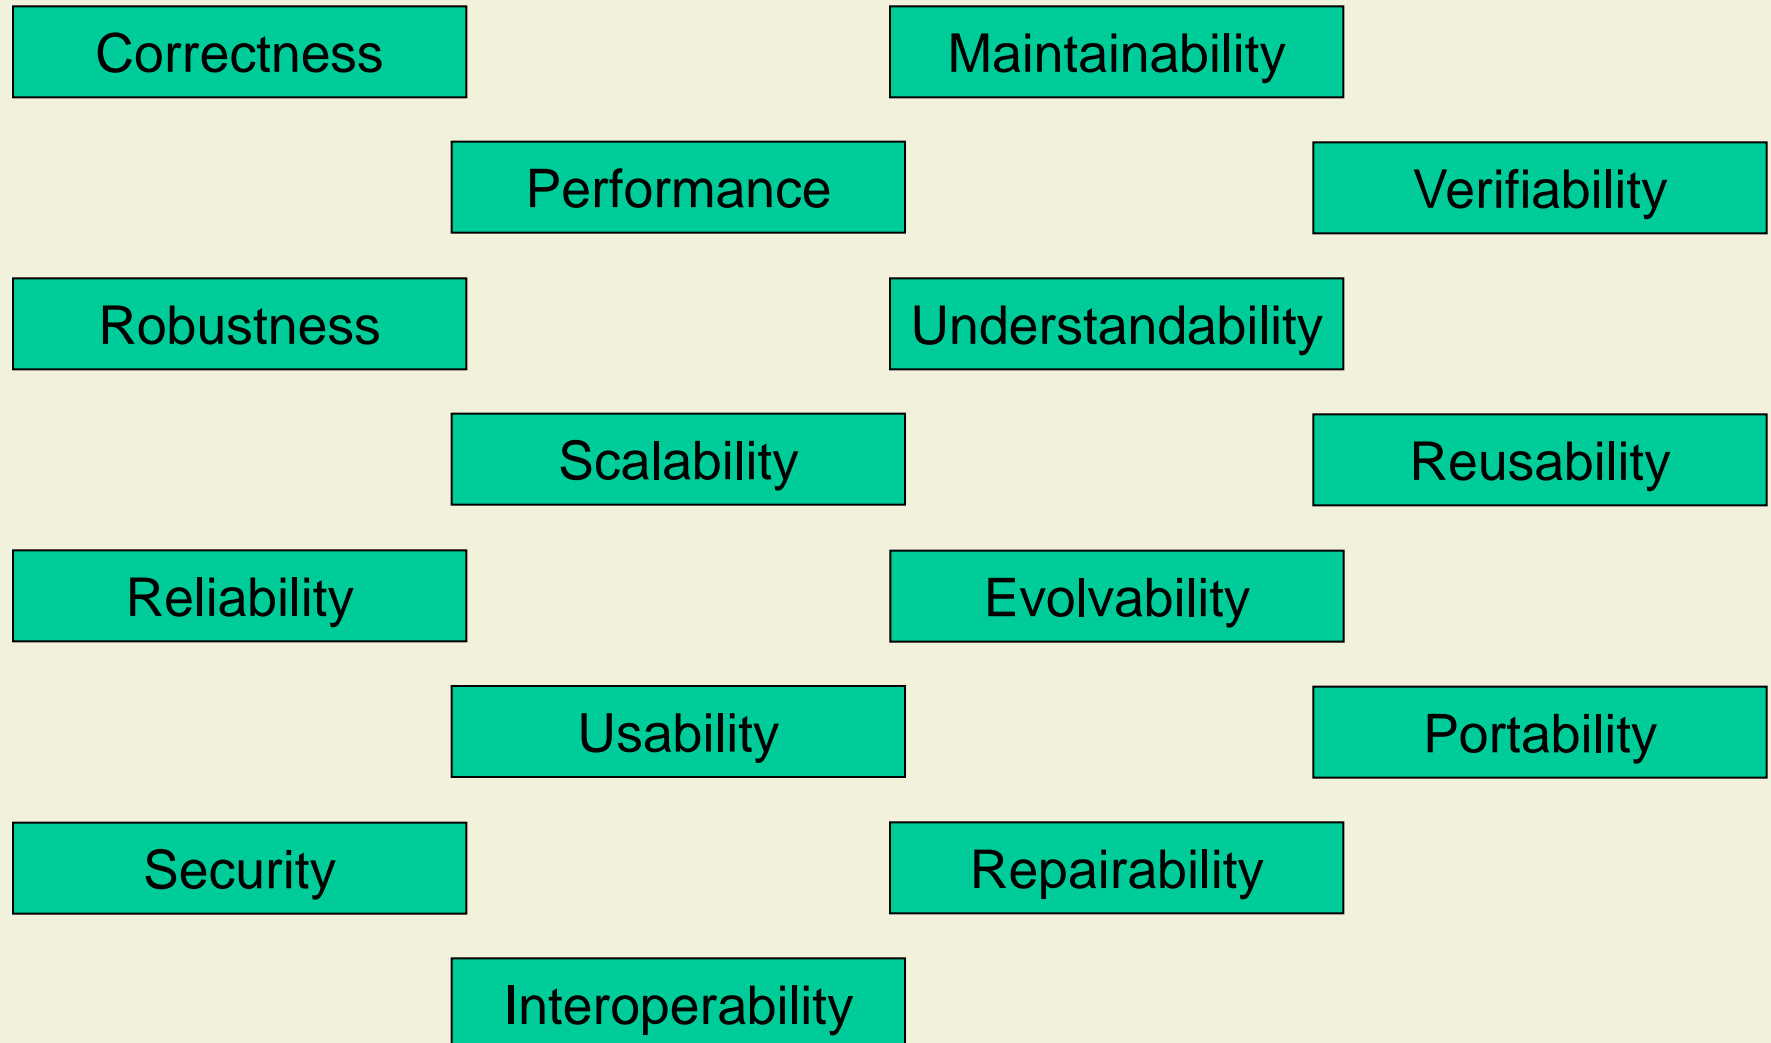 Correctness
Maintainability
Performance
Verifiability
Robustness
Understandability
Scalability
Reusability
Reliability
Evolvability
Usability
Portability
Security
Repairability
Interoperability